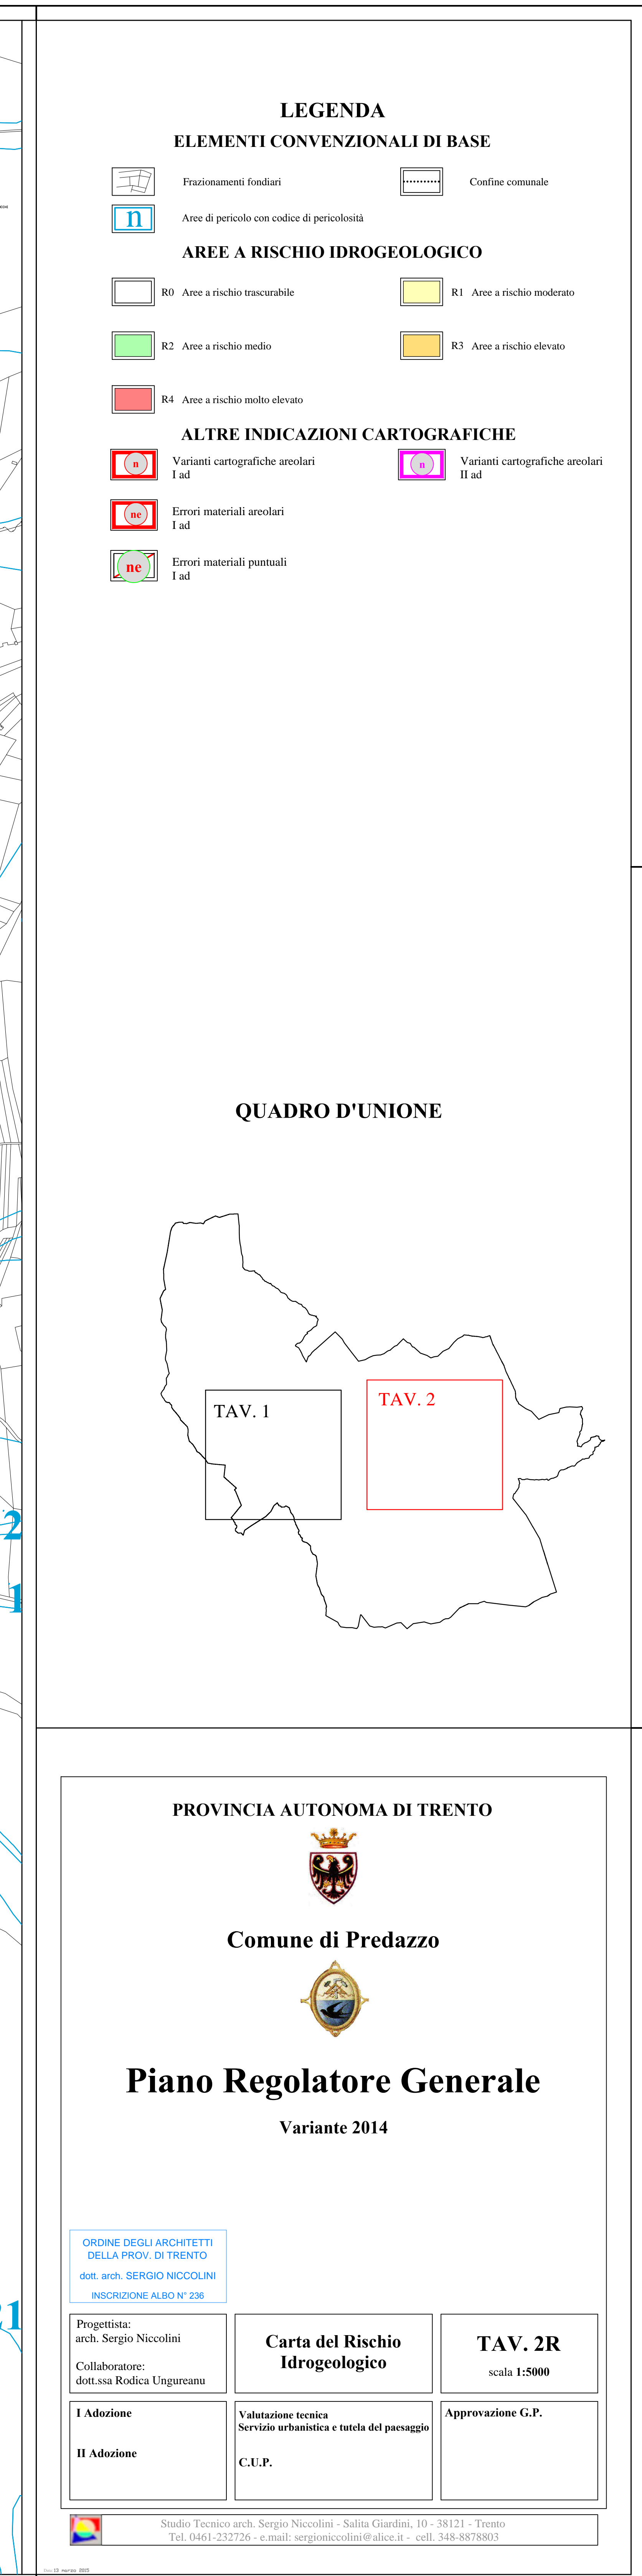 LEGENDA
ELEMENTI CONVENZIONALI DI BASE
Frazionamenti fondiari
Confine comunale
n
Aree di pericolo con codice di pericolosità
AREE A RISCHIO IDROGEOLOGICO
R0 Aree a rischio trascurabile
R1 Aree a rischio moderato
R2 Aree a rischio medio
R3 Aree a rischio elevato
R4 Aree a rischio molto elevato
ALTRE INDICAZIONI CARTOGRAFICHE
n
Varianti cartografiche areolari
I ad
n
Varianti cartografiche areolari
II ad
ne
Errori materiali areolari
I ad
ne
Errori materiali puntuali
I ad
QUADRO D'UNIONE
TAV. 1
TAV. 2
2
1
PROVINCIA AUTONOMA DI TRENTO
Comune di Predazzo
Piano Regolatore Generale
Variante 2014
ORDINE DEGLI ARCHITETTI
DELLA PROV. DI TRENTO
dott. arch. SERGIO NICCOLINI
INSCRIZIONE ALBO N° 236
21
Progettista:
arch. Sergio Niccolini
Collaboratore:
dott.ssa Rodica Ungureanu
Carta del Rischio
Idrogeologico
TAV. 2R
scala 1:5000
I Adozione
II Adozione
Valutazione tecnica
Servizio urbanistica e tutela del paesaggio
C.U.P.
Approvazione G.P.
Studio Tecnico arch. Sergio Niccolini - Salita Giardini, 10 - 38121 - Trento
Tel. 0461-232726 - e.mail: sergioniccolini@alice.it - cell. 348-8878803
13 marzo 2015